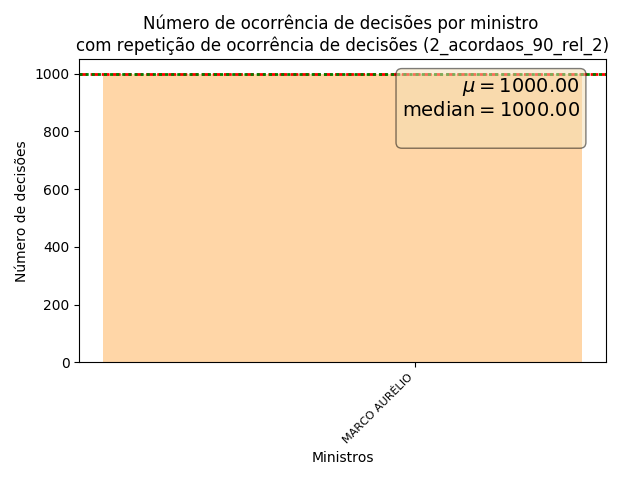 Número de ocorrência de decisões por ministro
com repetição de ocorrência de decisões (2_acordaos_90_rel_2)
1000
800
600
400
200
0
Número de decisões
μ = 1000.00
median = 1000.00
MARCO AURÉLIO
Ministros